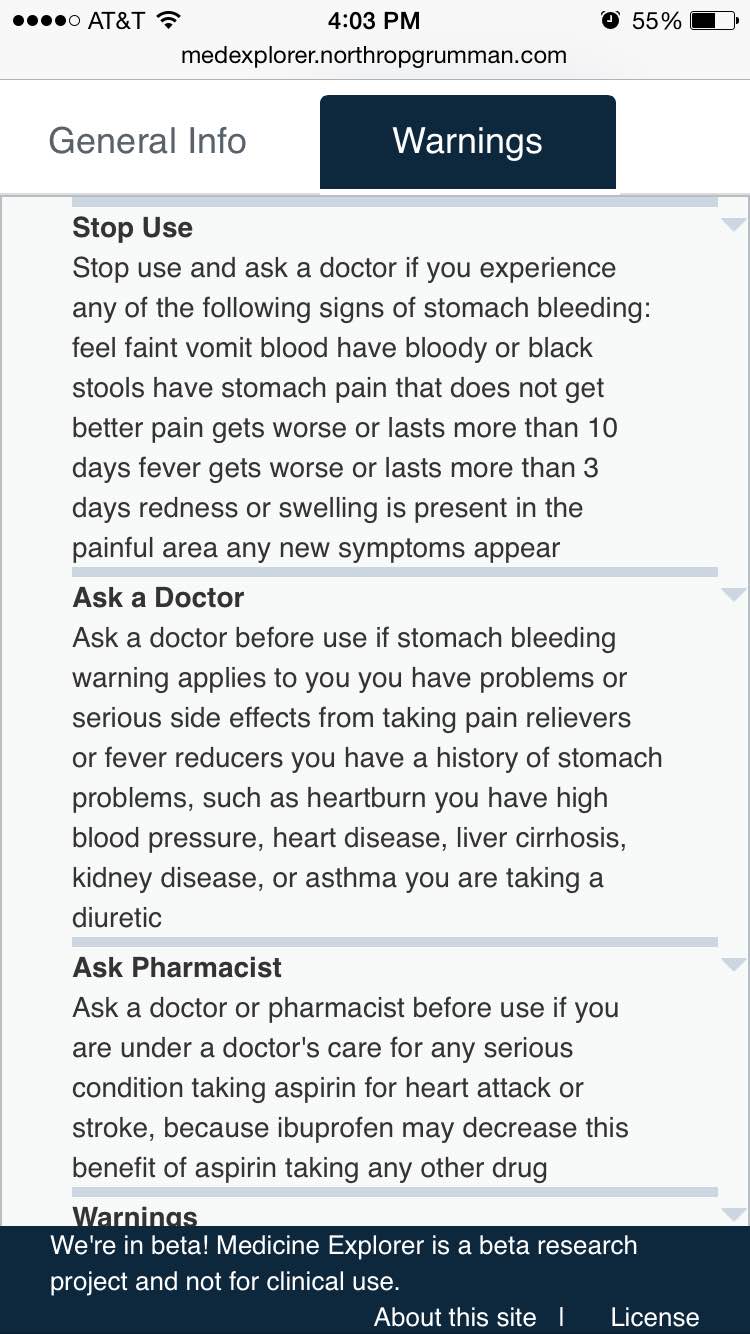 AT&T 4:03 PM 55%
medexplorer.northropgrumman.com
General Info Warnings
Stop Use
Stop use and ask a doctor if you experience
any of the following signs of stomach bleeding:
feel faint vomit blood have bloody or black
stools have stomach pain that does not get
better pain gets worse or lasts more than 10
days fever gets worse or lasts more than 3
days redness or swelling is present in the
painful area any new symptoms appear
Ask a Doctor
Ask a doctor before use if stomach bleeding
warning applies to you you have problems or
serious side effects from taking pain relievers
or fever reducers you have a history of stomach
problems, such as heartburn you have high
blood pressure, heart disease, liver cirrhosis,
kidney disease, or asthma you are taking a
diuretic
Ask Pharmacist
Ask a doctor or pharmacist before use if you
are under a doctor's care for any serious
condition taking aspirin for heart attack or
stroke, because ibuprofen may decrease this
benefit of aspirin taking any other drug
Warnings
We're in beta! Medicine Explorer is a beta research
project and not for clinical use.
About this site | License